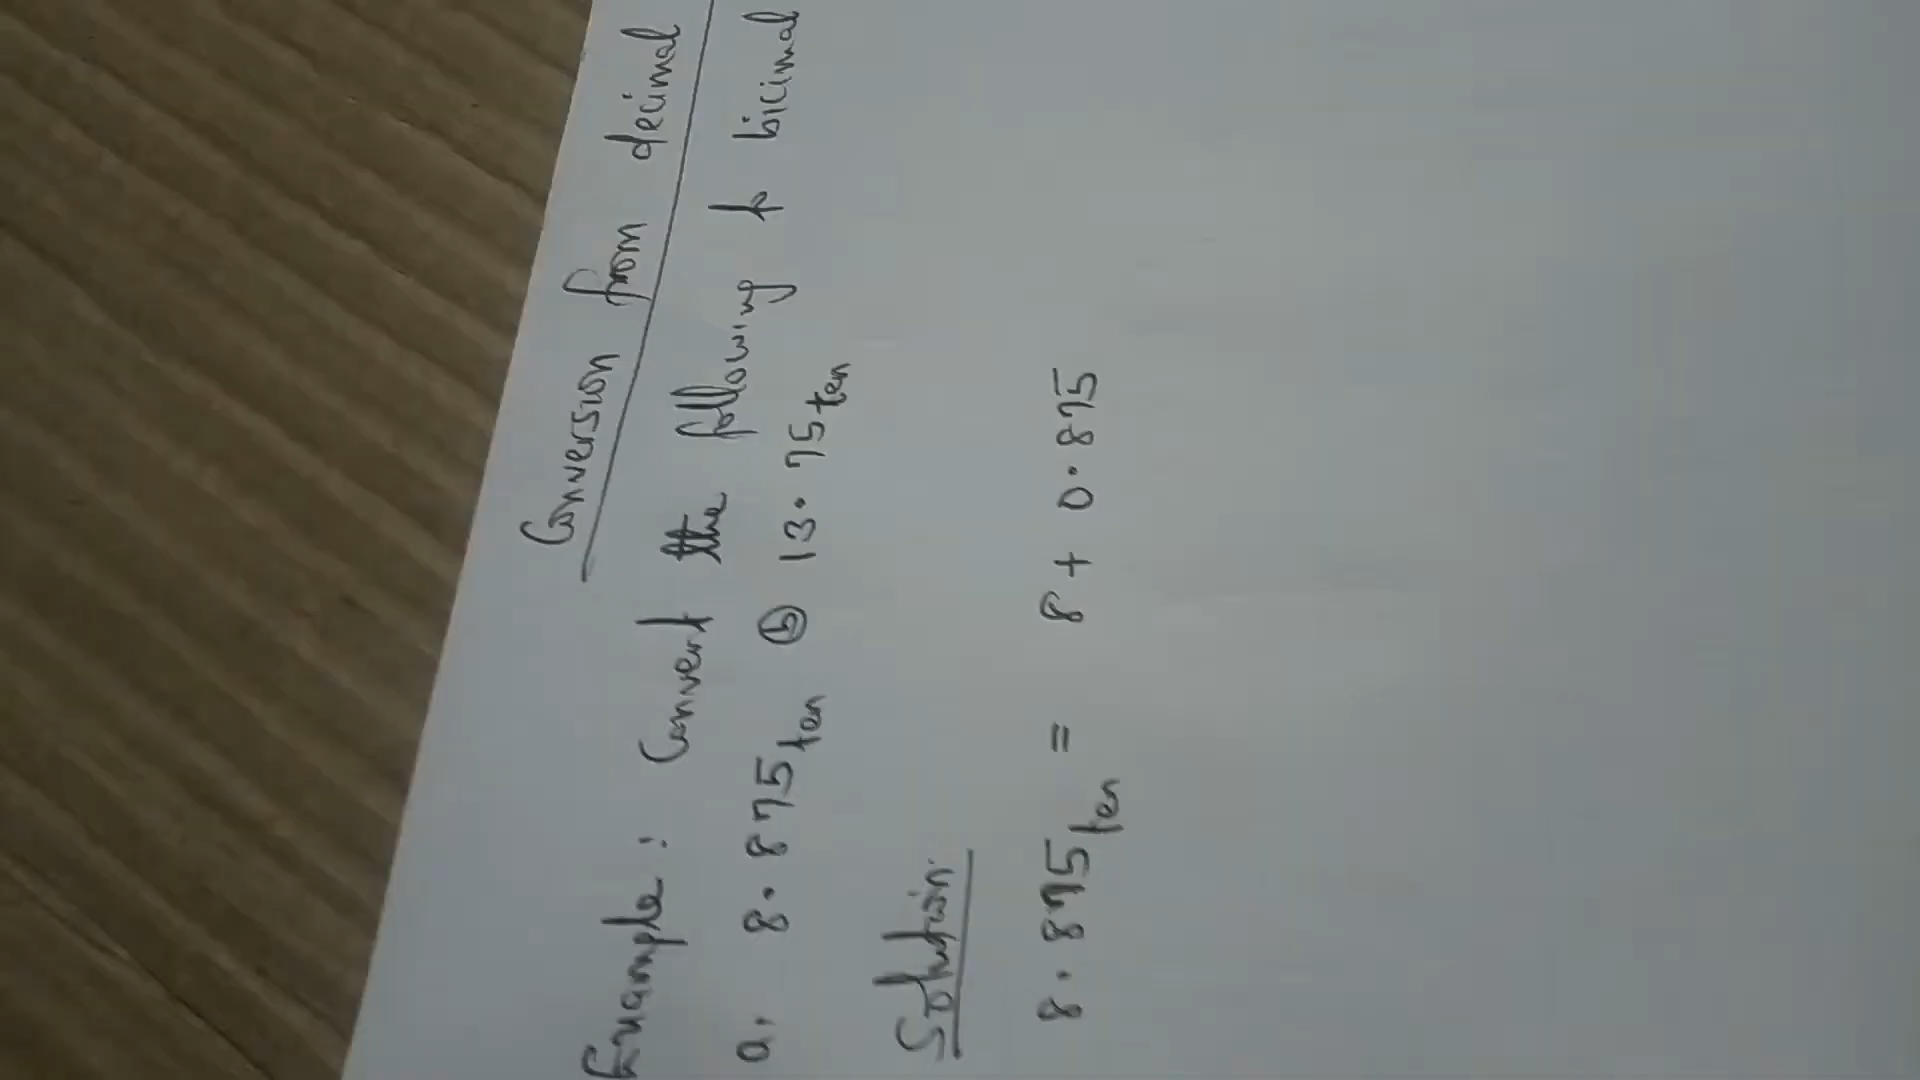 Conversion from decimal
Example: Convert the following to bicimal
a. 8.875ten ⓑ 13.75ten
Solution
8.875ten = 8 + 0.875